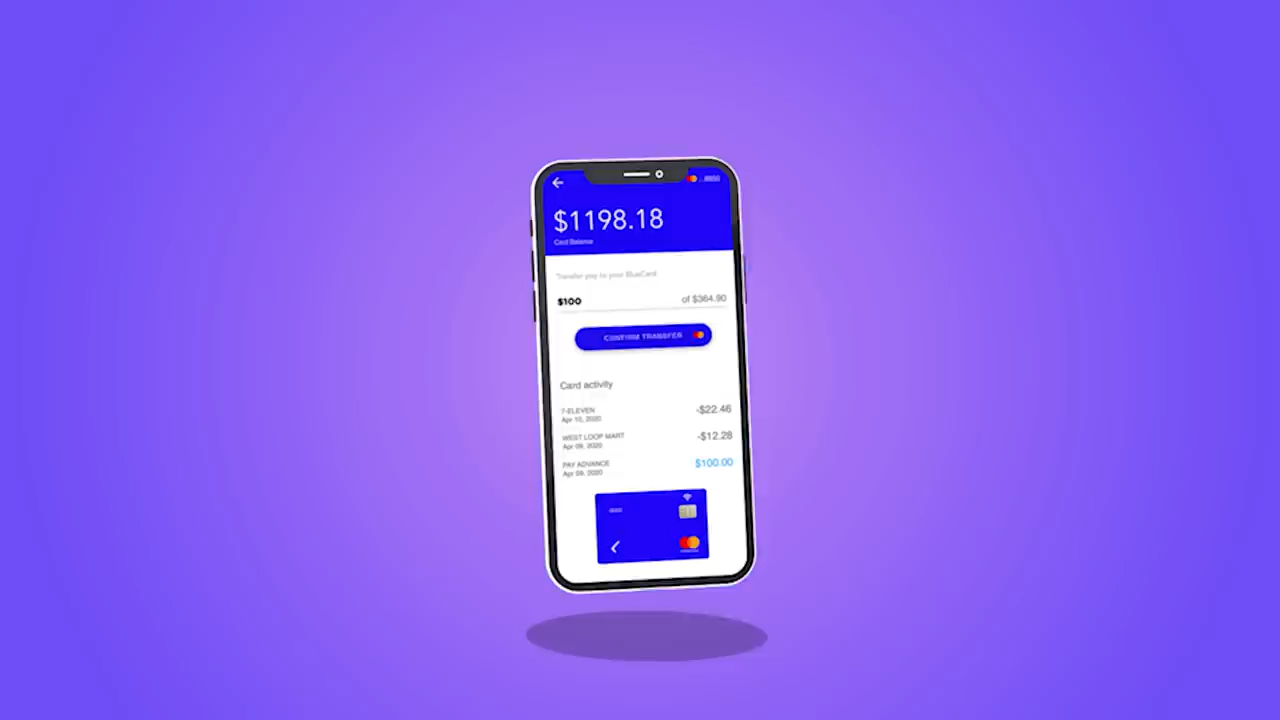 $1198.18
Card Balance
Transfer pay to your BlueCard
$100
of $364.90
CONFIRM TRANSFER
Card activity
7-ELEVEN
-$22.46
Apr 10, 2020
WEST LOOP MART
-$12.28
Apr 09, 2020
PAY ADVANCE
$100.00
Apr 09, 2020